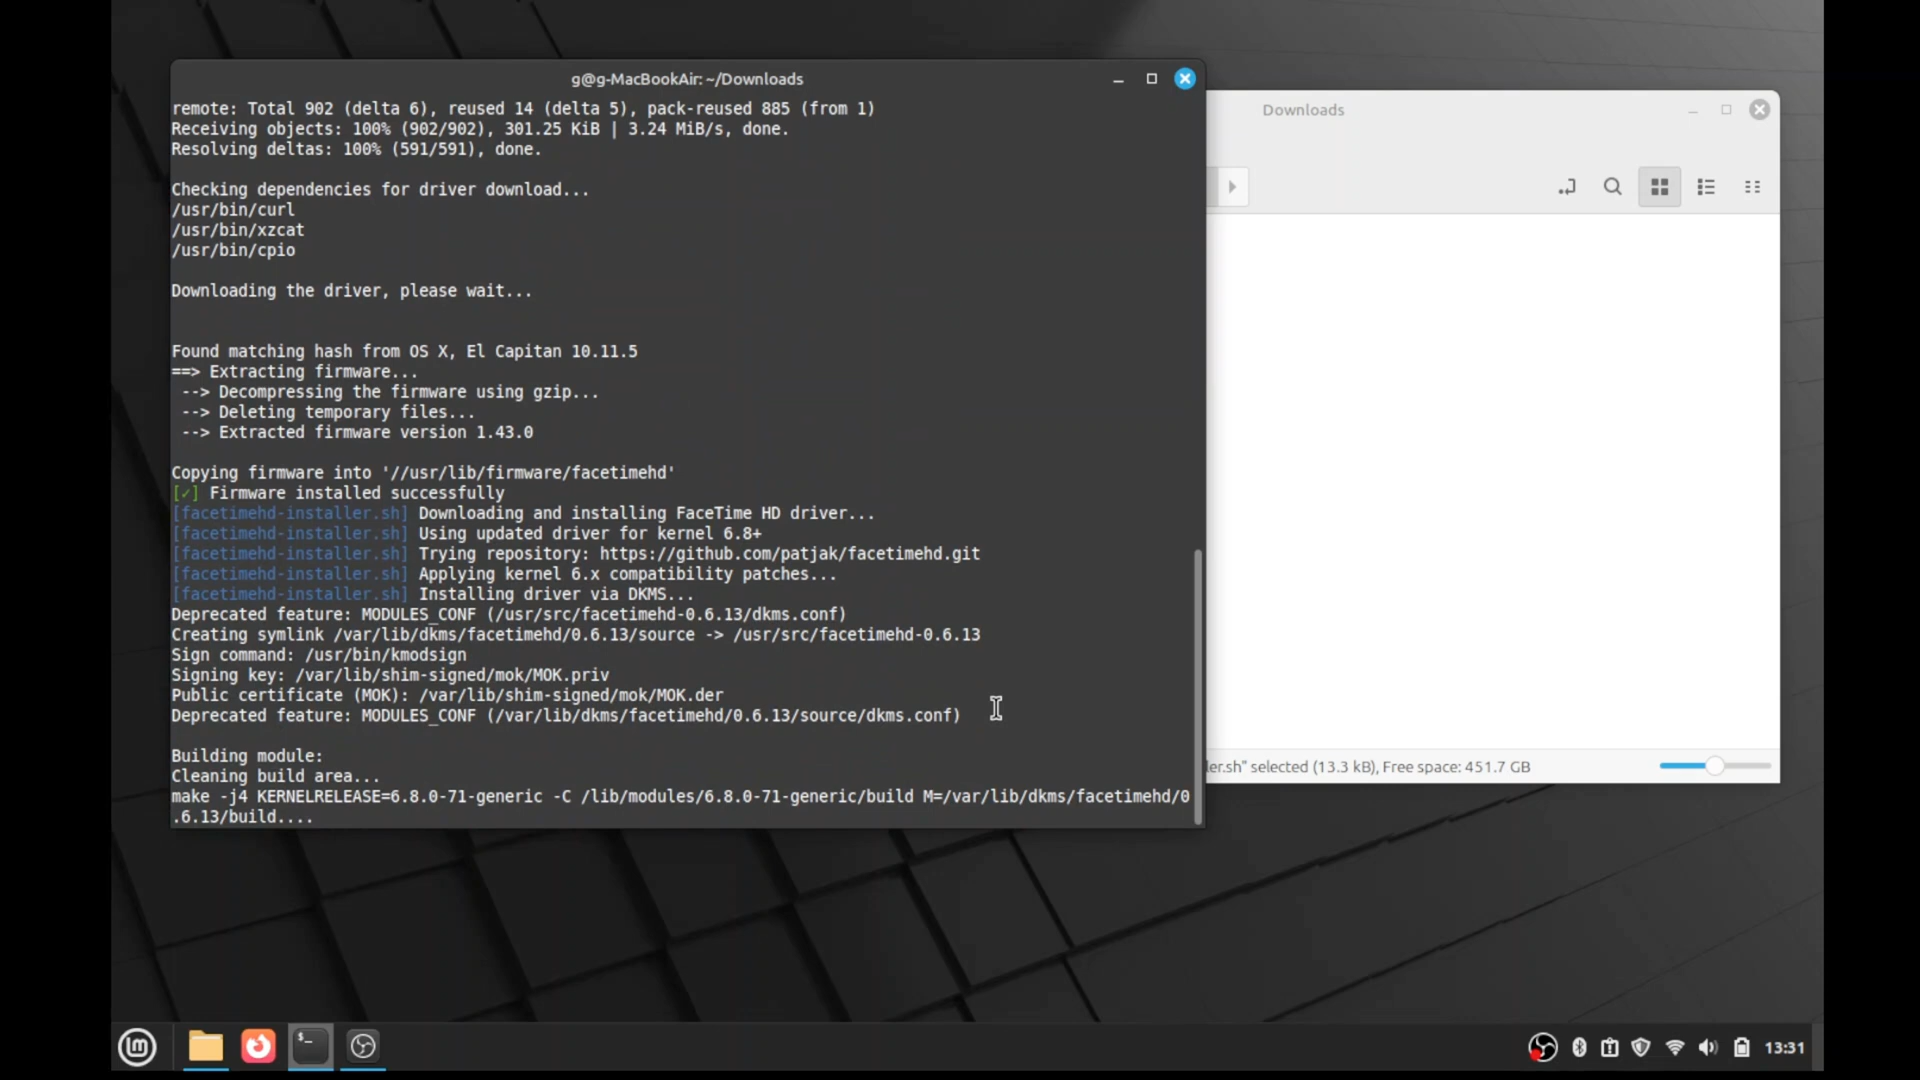 g@g-MacBookAir: ~/Downloads
remote: Total 902 (delta 6), reused 14 (delta 5), pack-reused 885 (from 1)
Receiving objects: 100% (902/902), 301.25 KiB | 3.24 MiB/s, done.
Resolving deltas: 100% (591/591), done.
Checking dependencies for driver download...
/usr/bin/curl
/usr/bin/xzcat
/usr/bin/cpio
Downloading the driver, please wait...
Found matching hash from OS X, El Capitan 10.11.5
==> Extracting firmware...
--> Decompressing the firmware using gzip...
--> Deleting temporary files...
--> Extracted firmware version 1.43.0
Copying firmware into '//usr/lib/firmware/facetimehd'
[✓] Firmware installed successfully
[facetimehd-installer.sh] Downloading and installing FaceTime HD driver...
[facetimehd-installer.sh] Using updated driver for kernel 6.8+
[facetimehd-installer.sh] Trying repository: https://github.com/patjak/facetimehd.git
[facetimehd-installer.sh] Applying kernel 6.x compatibility patches...
[facetimehd-installer.sh] Installing driver via DKMS...
Deprecated feature: MODULES_CONF (/usr/src/facetimehd-0.6.13/dkms.conf)
Creating symlink /var/lib/dkms/facetimehd/0.6.13/source -> /usr/src/facetimehd-0.6.13
Sign command: /usr/bin/kmodsign
Signing key: /var/lib/shim-signed/mok/MOK.priv
Public certificate (MOK): /var/lib/shim-signed/mok/MOK.der
Deprecated feature: MODULES_CONF (/var/lib/dkms/facetimehd/0.6.13/source/dkms.conf)
Building module:
Cleaning build area...
make -j4 KERNELRELEASE=6.8.0-71-generic -C /lib/modules/6.8.0-71-generic/build M=/var/lib/dkms/facetimehd/0
.6.13/build....
Downloads
ler.sh" selected (13.3 kB), Free space: 451.7 GB
13:31